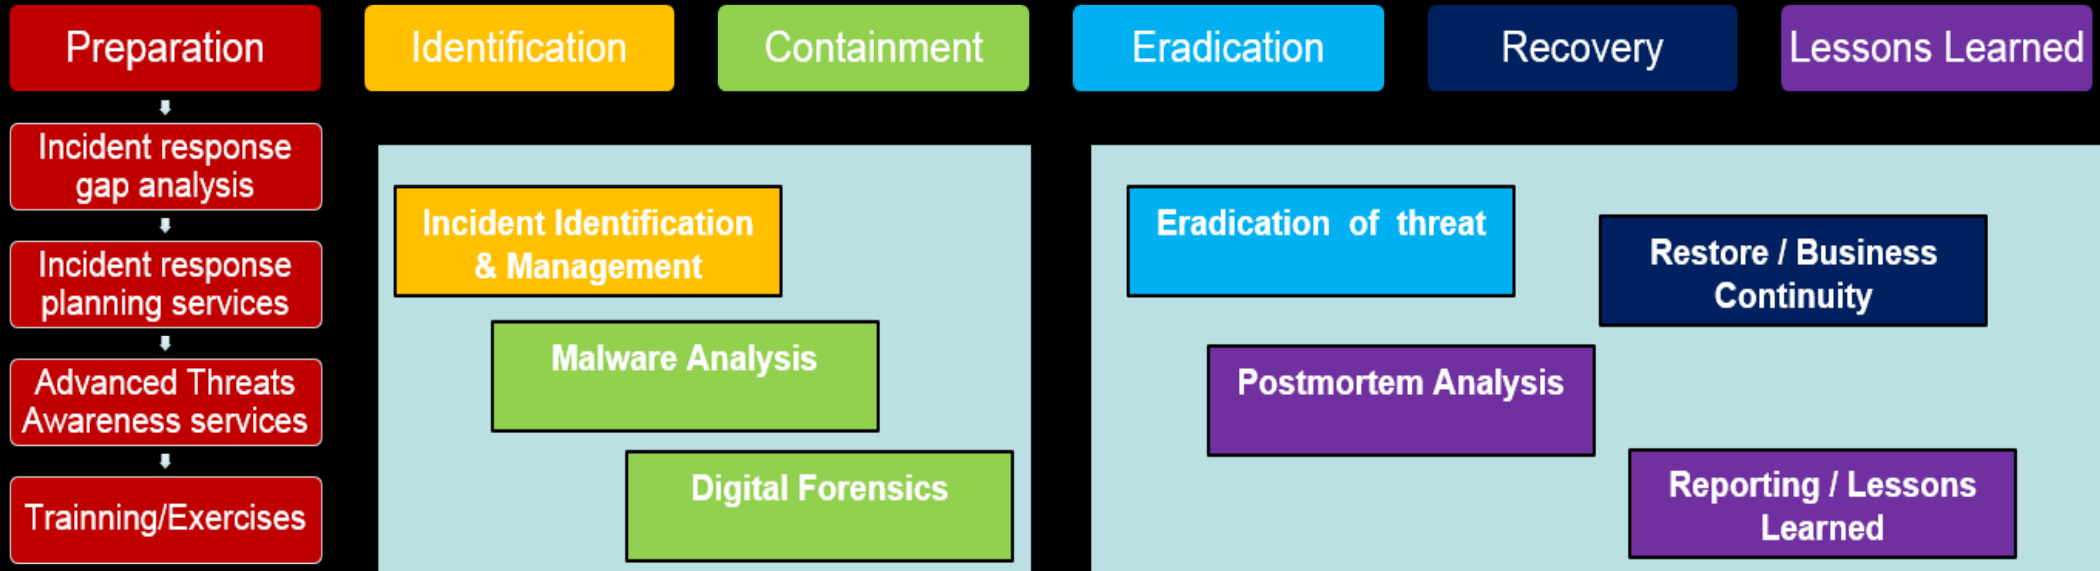 Preparation
Identification
Containment
Eradication
Recovery
Lessons Learned
Incident response
gap analysis
Incident response
planning services
Advanced Threats
Awareness services
Trainning/Exercises
Incident Identification
& Management
Malware Analysis
Digital Forensics
Eradication of threat
Restore / Business
Continuity
Postmortem Analysis
Reporting / Lessons
Learned